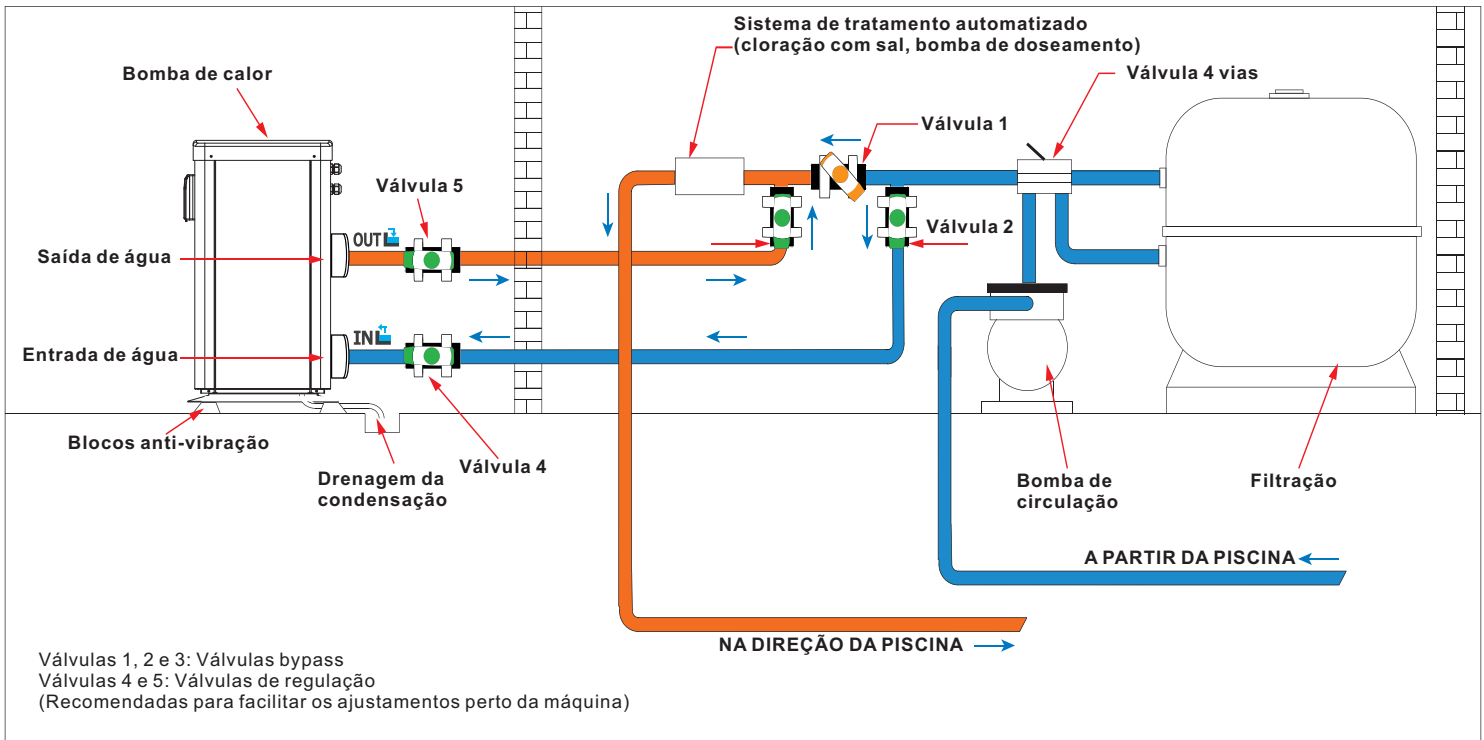 Sistema de tratamento automatizado
(cloração com sal, bomba de doseamento)
Bomba de calor
Válvula 4 vias
Válvula 1
Válvula 5
Válvula 2
OUT
Saída de água
IN
Entrada de água
Blocos anti-vibração
Válvula 4
Drenagem da
condensação
Bomba de
circulação
Filtração
A PARTIR DA PISCINA
NA DIREÇÃO DA PISCINA
Válvulas 1, 2 e 3: Válvulas bypass
Válvulas 4 e 5: Válvulas de regulação
(Recomendadas para facilitar os ajustamentos perto da máquina)